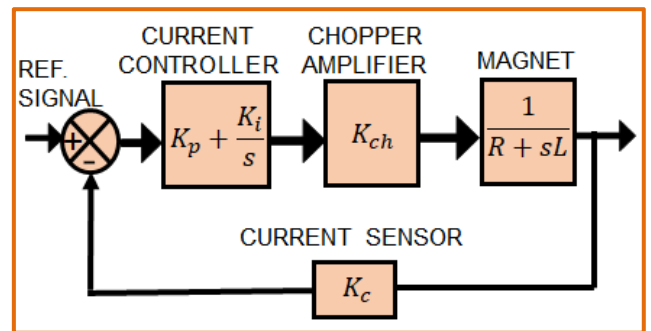 REF.
SIGNAL
CURRENT
CONTROLLER
CHOPPER
AMPLIFIER
MAGNET
+
-
K_p + K_i/s
K_ch
1/(R + sL)
CURRENT SENSOR
K_c